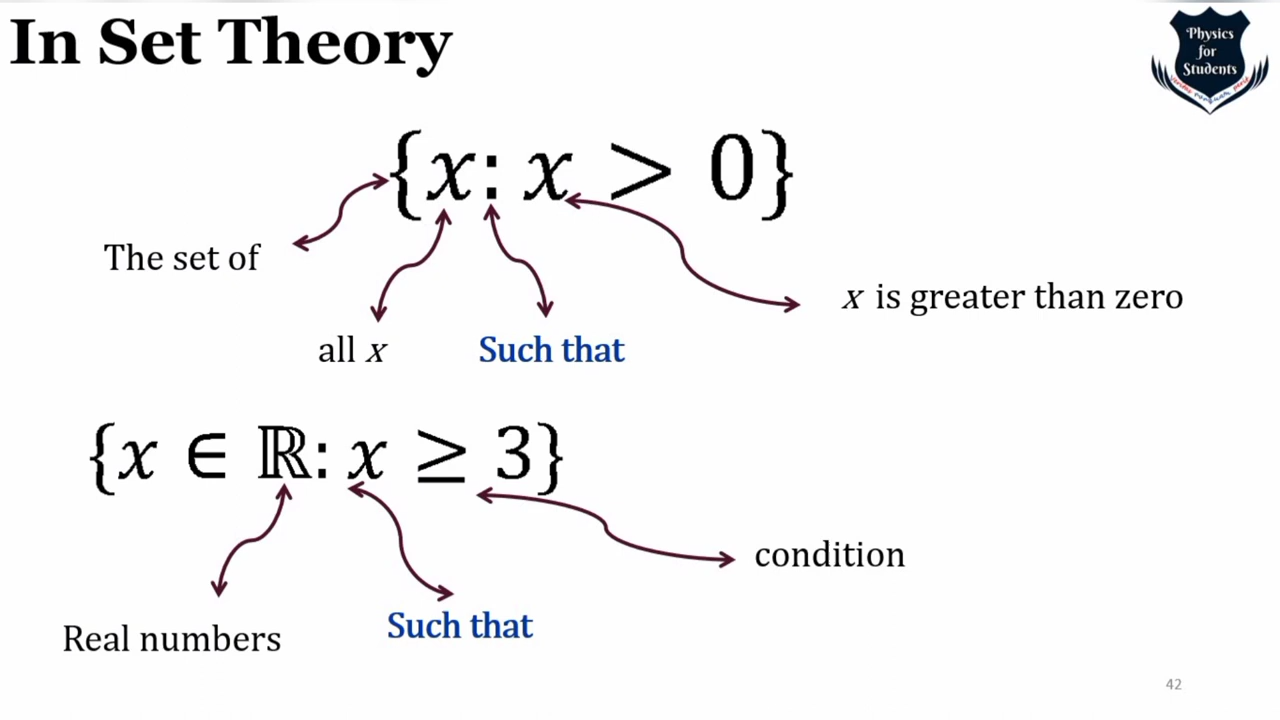 In Set Theory
Physics
for
Students
{x: x > 0}
The set of
x is greater than zero
all x
Such that
{x ∈ ℝ: x ≥ 3}
condition
Real numbers
Such that
42